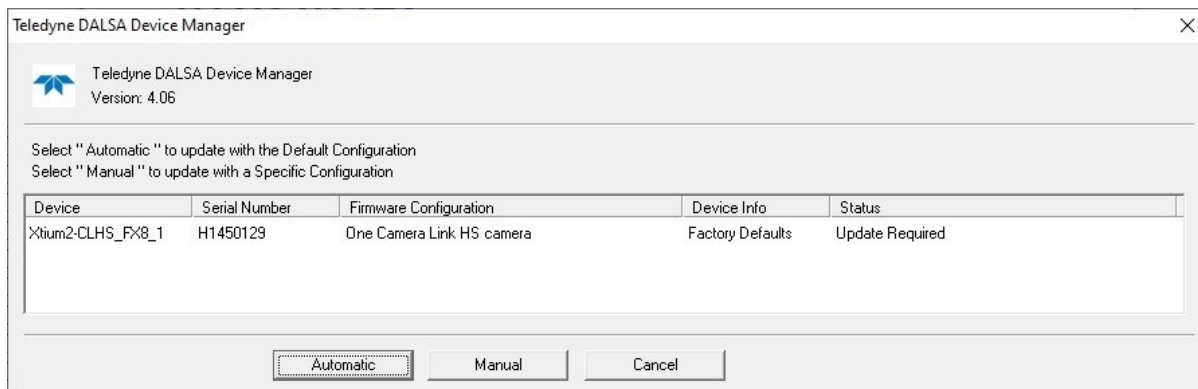 Teledyne DALSA Device Manager
Teledyne DALSA Device Manager
Version: 4.06
Select " Automatic " to update with the Default Configuration
Select " Manual " to update with a Specific Configuration
Device Serial Number Firmware Configuration Device Info Status
Xtium2-CLHS_FX8_1 H1450129 One Camera Link HS camera Factory Defaults Update Required
Automatic Manual Cancel